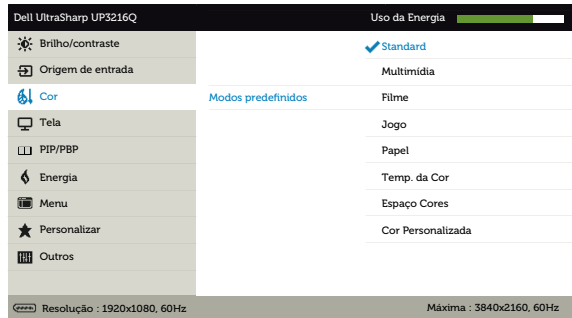 Dell UltraSharp UP3216Q Uso da Energia
Brilho/contraste Standard
Origem de entrada Multimídia
Cor Modos predefinidos Filme
Tela Jogo
PIP/PBP Papel
Energia Temp. da Cor
Menu Espaço Cores
Personalizar Cor Personalizada
Outros
Resolução : 1920x1080, 60Hz Máxima : 3840x2160, 60Hz